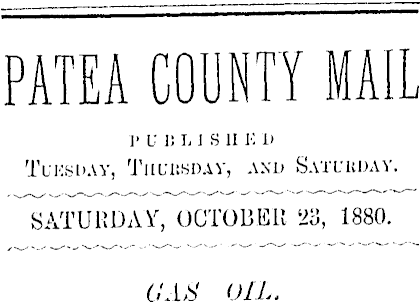 PATEA COUNTY MAIL
PUBLISHED
TUESDAY, THURSDAY, AND SATURDAY.
SATURDAY, OCTOBER 23, 1880.
GAS OIL.